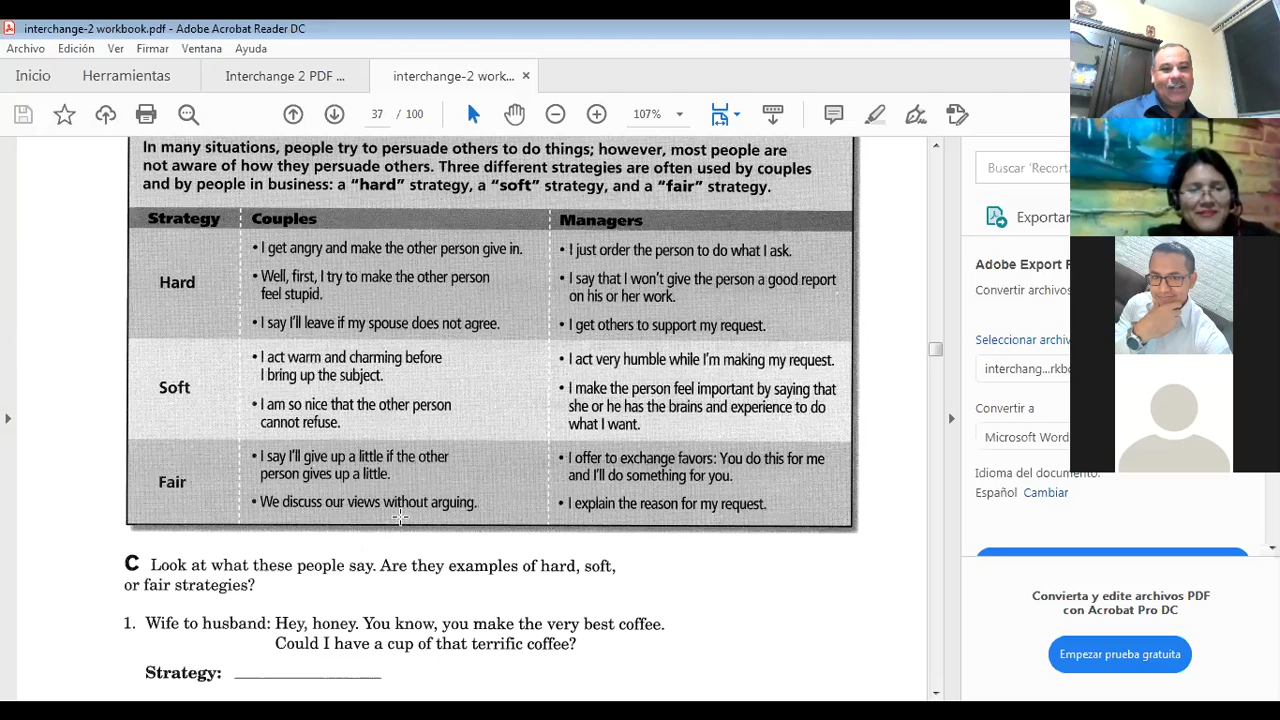 interchange-2 workbook.pdf - Adobe Acrobat Reader DC
Archivo Edición Ver Firmar Ventana Ayuda
Inicio Herramientas Interchange 2 PDF ... interchange-2 work... ×
37 / 100 107%
In many situations, people try to persuade others to do things; however, most people are
not aware of how they persuade others. Three different strategies are often used by couples
and by people in business: a “hard” strategy, a “soft” strategy, and a “fair” strategy.
Strategy Couples Managers
Hard
• I get angry and make the other person give in.
• Well, first, I try to make the other person
feel stupid.
• I say I'll leave if my spouse does not agree.
• I just order the person to do what I ask.
• I say that I won't give the person a good report
on his or her work.
• I get others to support my request.
Soft
• I act warm and charming before
I bring up the subject.
• I am so nice that the other person
cannot refuse.
• I act very humble while I'm making my request.
• I make the person feel important by saying that
she or he has the brains and experience to do
what I want.
Fair
• I say I'll give up a little if the other
person gives up a little.
• We discuss our views without arguing.
• I offer to exchange favors: You do this for me
and I'll do something for you.
• I explain the reason for my request.
C Look at what these people say. Are they examples of hard, soft,
or fair strategies?
1. Wife to husband: Hey, honey. You know, you make the very best coffee.
Could I have a cup of that terrific coffee?
Strategy:
Buscar 'Recorta
Exportar
Adobe Export
Convertir archivos
Seleccionar archiv
interchang...rkbo
Convertir a
Microsoft Word
Idioma del documento:
Español Cambiar
Convierta y edite archivos PDF
con Acrobat Pro DC
Empezar prueba gratuita